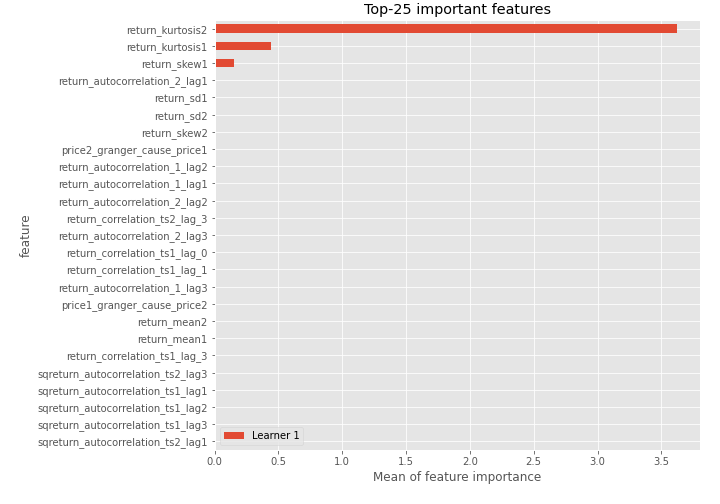 Top-25 important features
return_kurtosis2
return_kurtosis1
return_skew1
return_autocorrelation_2_lag1
return_sd1
return_sd2
return_skew2
price2_granger_cause_price1
return_autocorrelation_1_lag2
return_autocorrelation_1_lag1
return_autocorrelation_2_lag2
return_correlation_ts2_lag_3
return_autocorrelation_2_lag3
return_correlation_ts1_lag_0
return_correlation_ts1_lag_1
return_autocorrelation_1_lag3
price1_granger_cause_price2
return_mean2
return_mean1
return_correlation_ts1_lag_3
sqreturn_autocorrelation_ts2_lag3
sqreturn_autocorrelation_ts1_lag1
sqreturn_autocorrelation_ts1_lag2
sqreturn_autocorrelation_ts1_lag3
sqreturn_autocorrelation_ts2_lag1
feature
Learner 1
0.0 0.5 1.0 1.5 2.0 2.5 3.0 3.5
Mean of feature importance